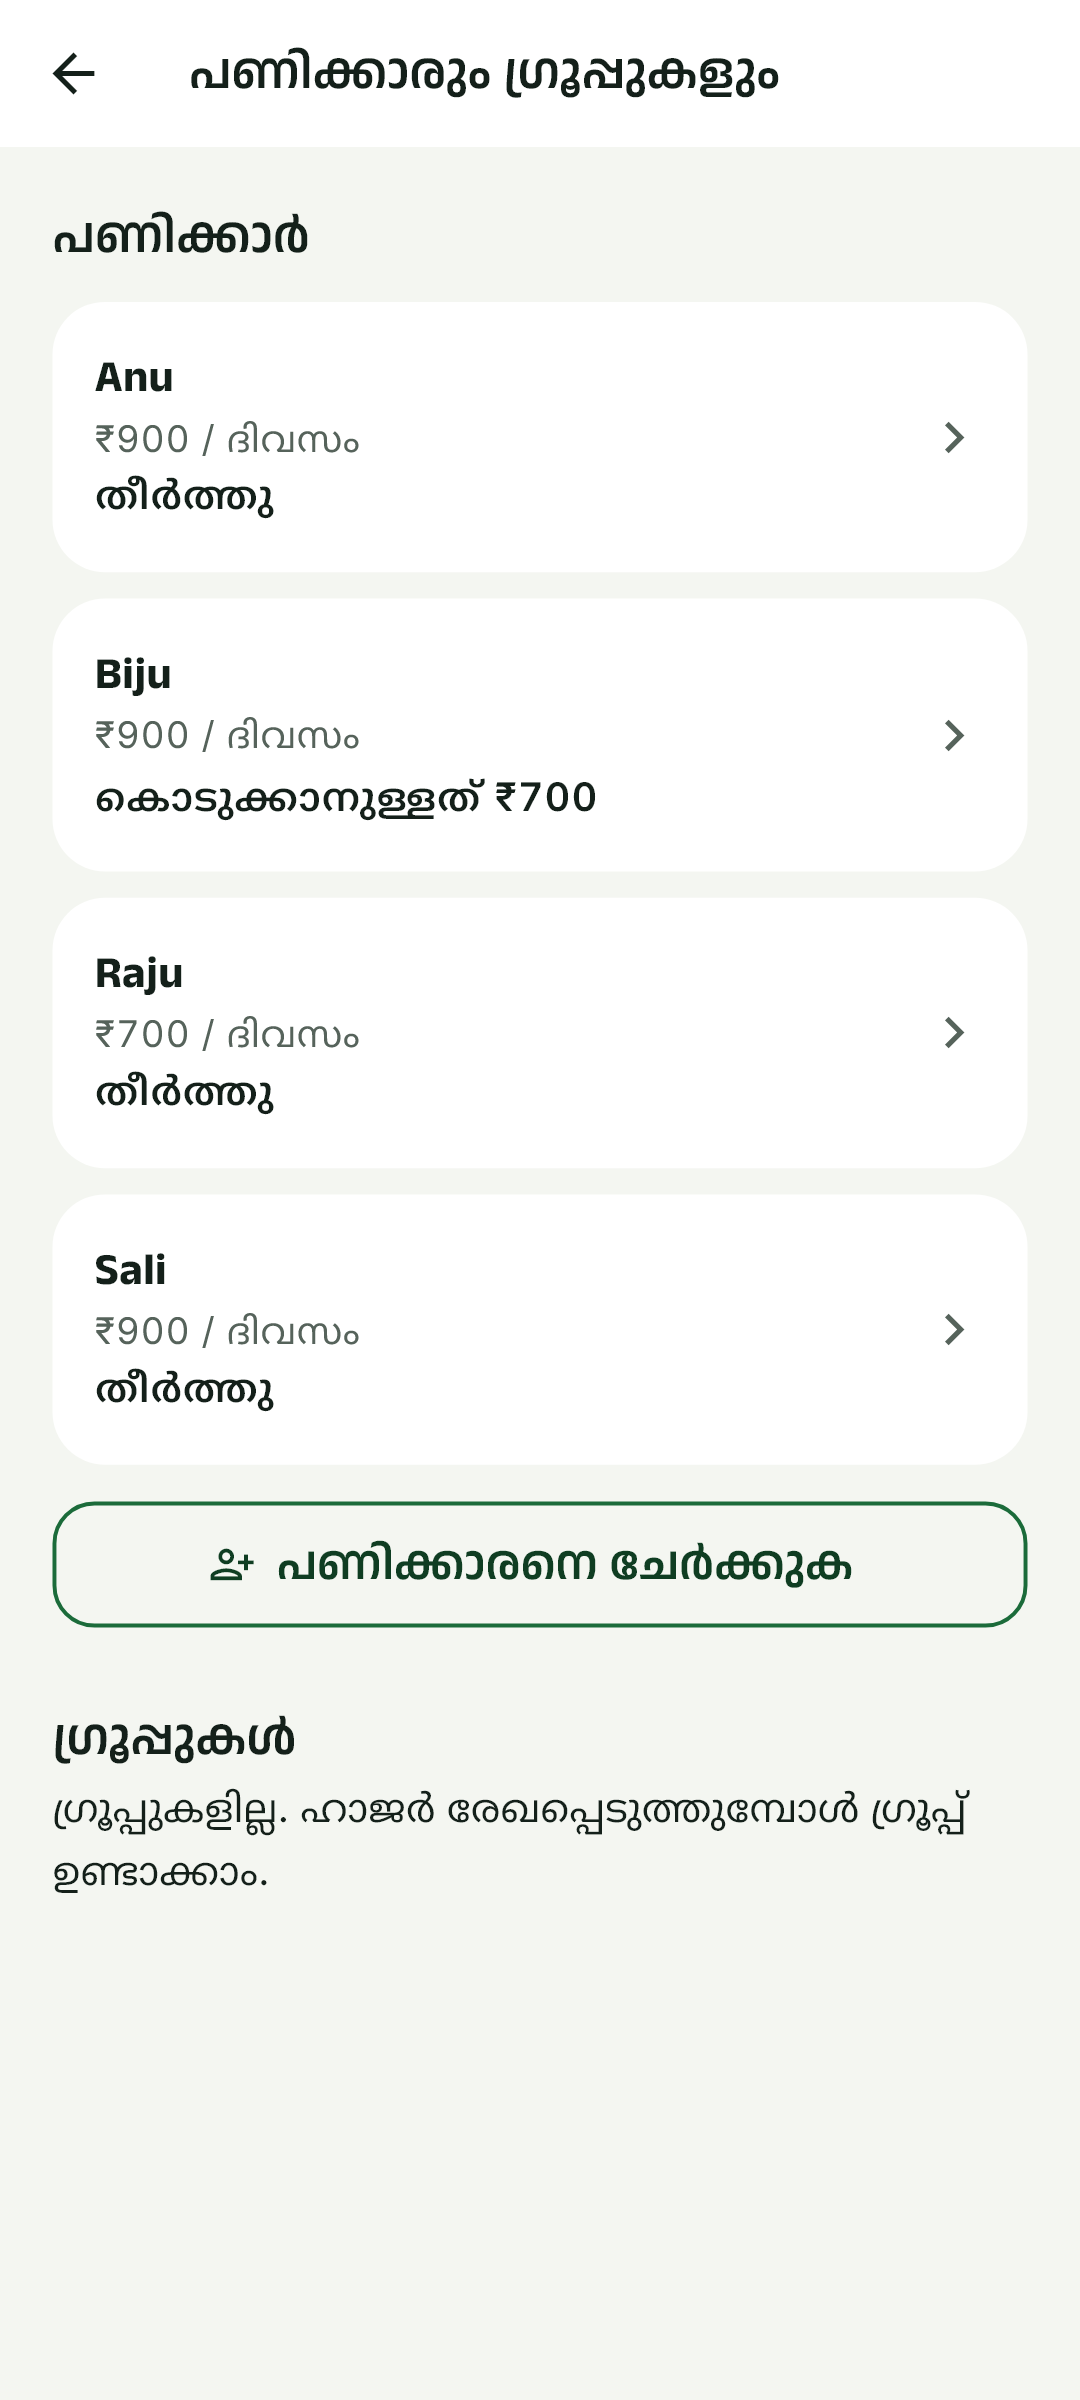 പണിക്കാരും ഗ്രൂപ്പുകളും
പണിക്കാർ
Anu
₹900 / ദിവസം
തീർത്തു
Biju
₹900 / ദിവസം
കൊടുക്കാനുള്ളത് ₹700
Raju
₹700 / ദിവസം
തീർത്തു
Sali
₹900 / ദിവസം
തീർത്തു
പണിക്കാരനെ ചേർക്കുക
ഗ്രൂപ്പുകൾ
ഗ്രൂപ്പുകളില്ല. ഹാജർ രേഖപ്പെടുത്തുമ്പോൾ ഗ്രൂപ്പ്
ഉണ്ടാക്കാം.